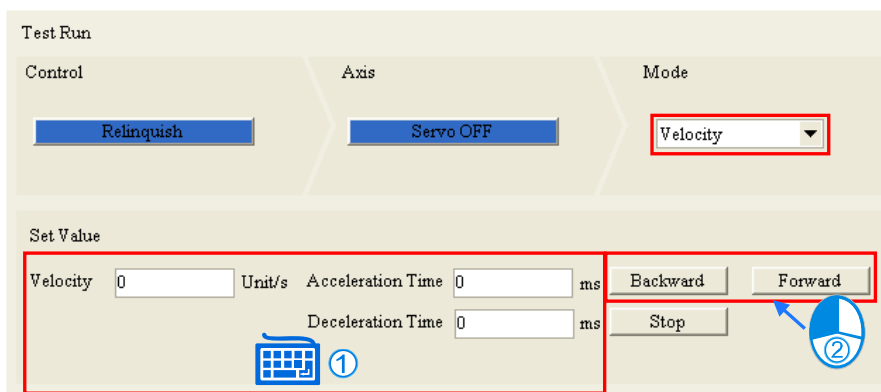 Test Run
Control Axis Mode
Relinquish Servo OFF Velocity
Set Value
Velocity 0 Unit/s Acceleration Time 0 ms Backward Forward
Deceleration Time 0 ms Stop
① ②